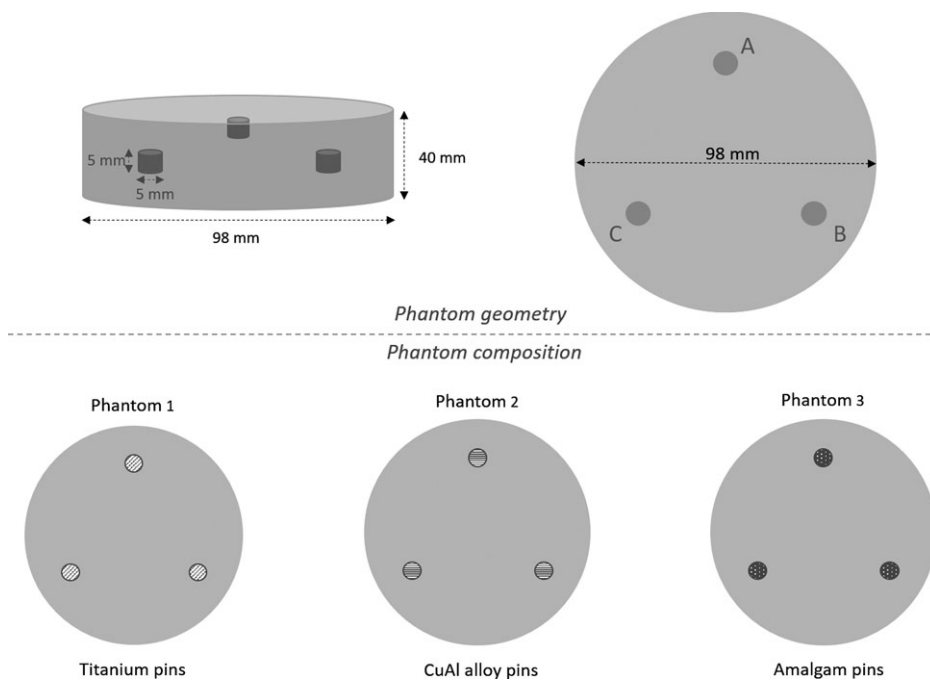 A
5 mm
40 mm
98 mm
5 mm
C
B
98 mm
Phantom geometry
Phantom composition
Phantom 1
Phantom 2
Phantom 3
Titanium pins
CuAl alloy pins
Amalgam pins